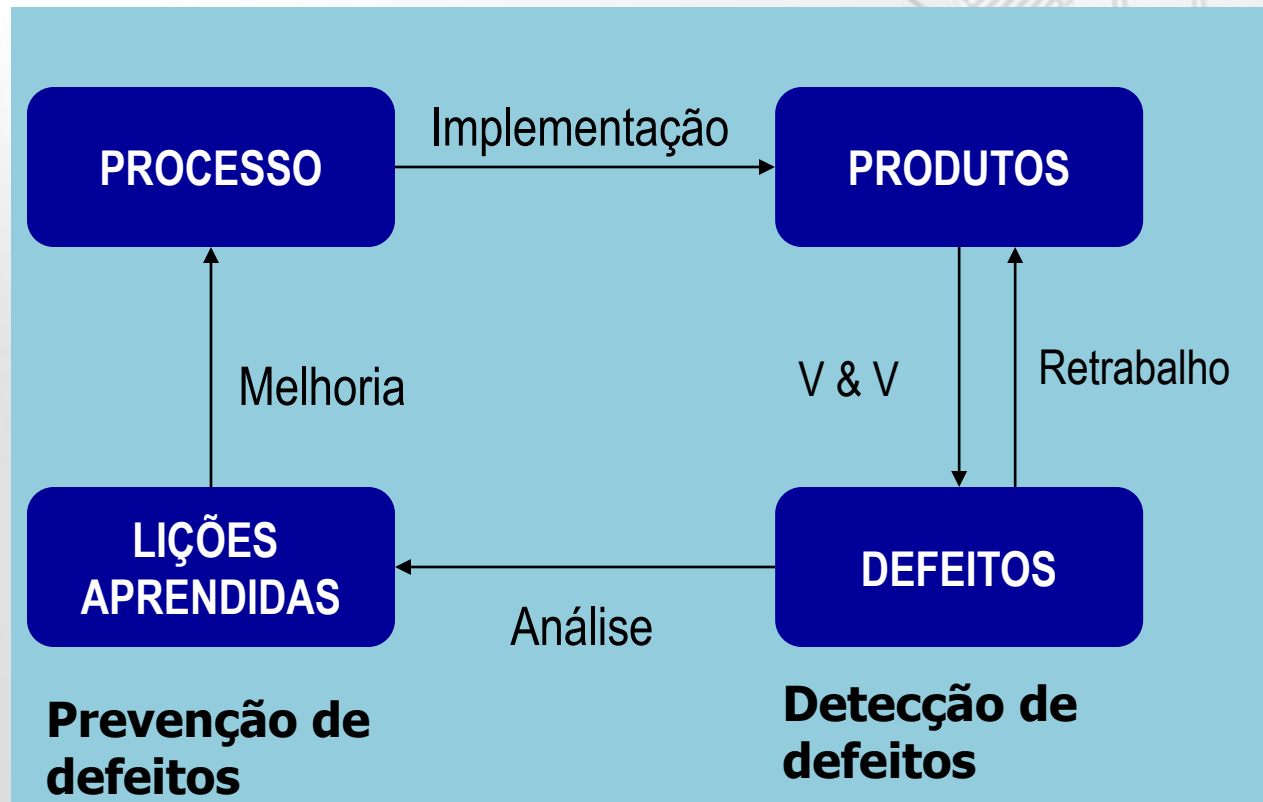 Implementação
PROCESSO
PRODUTOS
Melhoria
V & V
Retrabalho
LIÇÕES
APRENDIDAS
DEFEITOS
Análise
Prevenção de
defeitos
Detecção de
defeitos